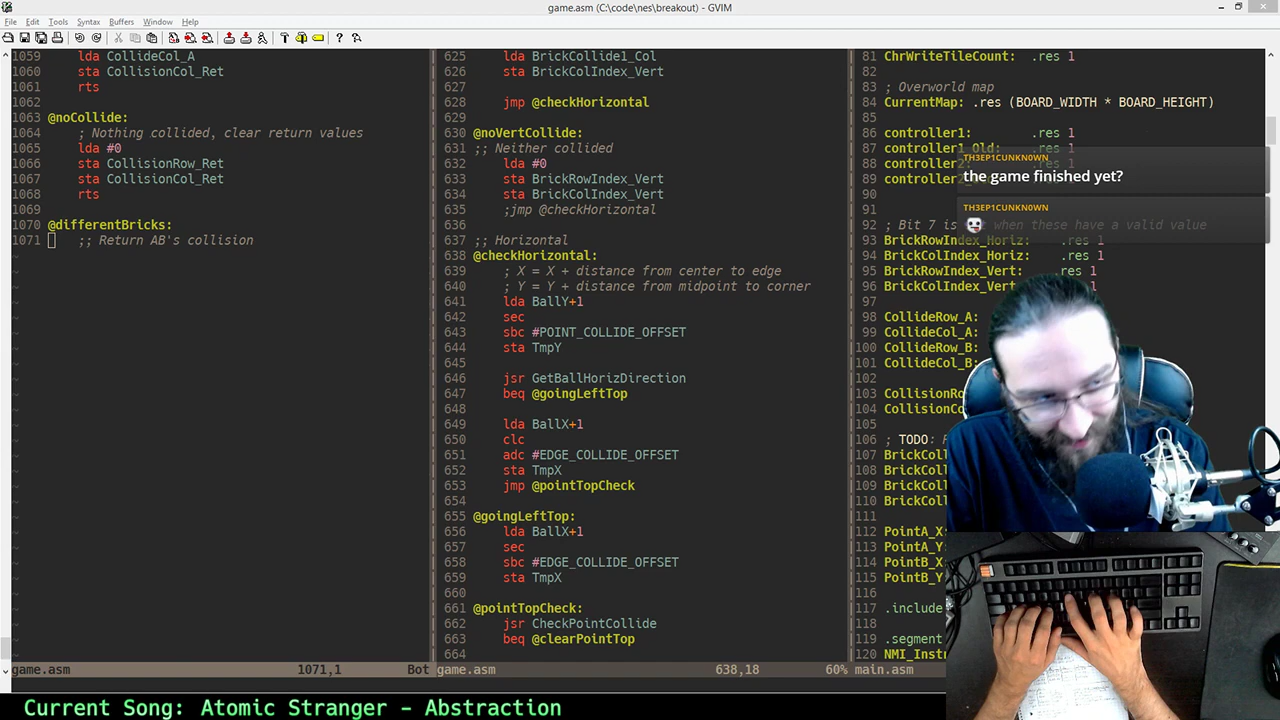 game.asm (C:\code\nes\breakout) - GVIM
File Edit Tools Syntax Buffers Window Help
1059 lda CollideCol_A
1060 sta CollisionCol_Ret
1061 rts
1062
1063 @noCollide:
1064 ; Nothing collided, clear return values
1065 lda #0
1066 sta CollisionRow_Ret
1067 sta CollisionCol_Ret
1068 rts
1069
1070 @differentBricks:
1071 ;; Return AB's collision
game.asm 1071,1 Bot
625 lda BrickCollide1_Col
626 sta BrickColIndex_Vert
627
628 jmp @checkHorizontal
629
630 @noVertCollide:
631 ;; Neither collided
632 lda #0
633 sta BrickRowIndex_Vert
634 sta BrickColIndex_Vert
635 ;jmp @checkHorizontal
636
637 ;; Horizontal
638 @checkHorizontal:
639 ; X = X + distance from center to edge
640 ; Y = Y + distance from midpoint to corner
641 lda BallY+1
642 sec
643 sbc #POINT_COLLIDE_OFFSET
644 sta TmpY
645
646 jsr GetBallHorizDirection
647 beq @goingLeftTop
648
649 lda BallX+1
650 clc
651 adc #EDGE_COLLIDE_OFFSET
652 sta TmpX
653 jmp @pointTopCheck
654
655 @goingLeftTop:
656 lda BallX+1
657 sec
658 sbc #EDGE_COLLIDE_OFFSET
659 sta TmpX
660
661 @pointTopCheck:
662 jsr CheckPointCollide
663 beq @clearPointTop
664
game.asm 638,18 60%
81 ChrWriteTileCount: .res 1
82
83 ; Overworld map
84 CurrentMap: .res (BOARD_WIDTH * BOARD_HEIGHT)
85
86 controller1: .res 1
87 controller1_Old: .res 1
88 controller2: .res 1
89 controller
90
91
92 ; Bit 7 is when these have a valid value
93 BrickRowIndex_Horiz: .res 1
94 BrickColIndex_Horiz: .res 1
95 BrickRowIndex_Vert: .res 1
96 BrickColIndex_Vert
97
98 CollideRow_A:
99 CollideCol_A:
100 CollideRow_B:
101 CollideCol_B:
102
103 CollisionRo
104 CollisionCo
105
106 ; TODO:
107 BrickColl
108 BrickColl
109 BrickColl
110 BrickColl
111
112 PointA_X:
113 PointA_Y:
114 PointB_X
115 PointB_Y
116
117 .include
118
119 .segment
120 NMI_Instr
main.asm
TH3EP1CUNKN0WN
the game finished yet?
TH3EP1CUNKN0WN
Current Song: Atomic Stranger - Abstraction